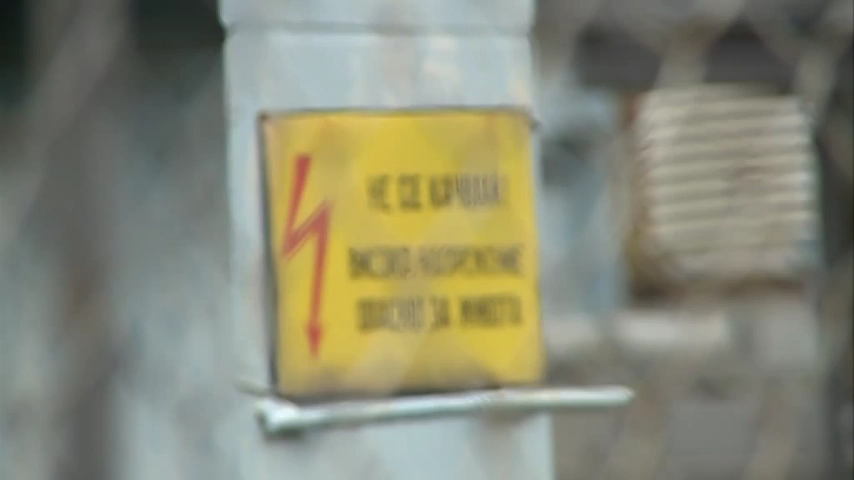 НЕ СЕ КАЧВАЙ!
ВИСОКО НАПРЕЖЕНИЕ
ОПАСНО ЗА ЖИВОТА